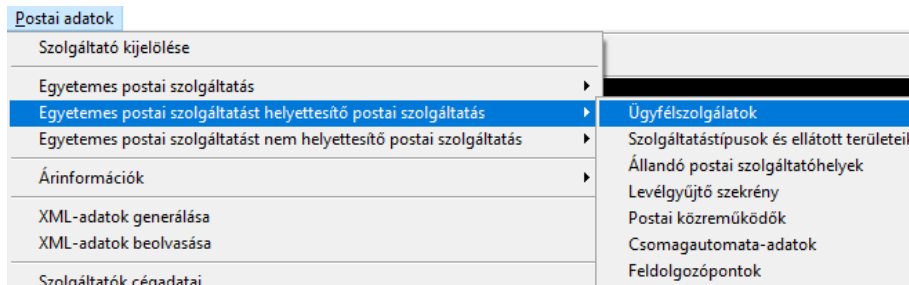 Postai adatok
Szolgáltató kijelölése
Egyetemes postai szolgáltatás
Egyetemes postai szolgáltatást helyettesítő postai szolgáltatás
Egyetemes postai szolgáltatást nem helyettesítő postai szolgáltatás
Árinformációk
XML-adatok generálása
XML-adatok beolvasása
Szolgáltatók cégadatai
Ügyfélszolgálatok
Szolgáltatástípusok és ellátott területeik
Állandó postai szolgáltatóhelyek
Levélgyűjtő szekrény
Postai közreműködők
Csomagautomata-adatok
Feldolgozópontok